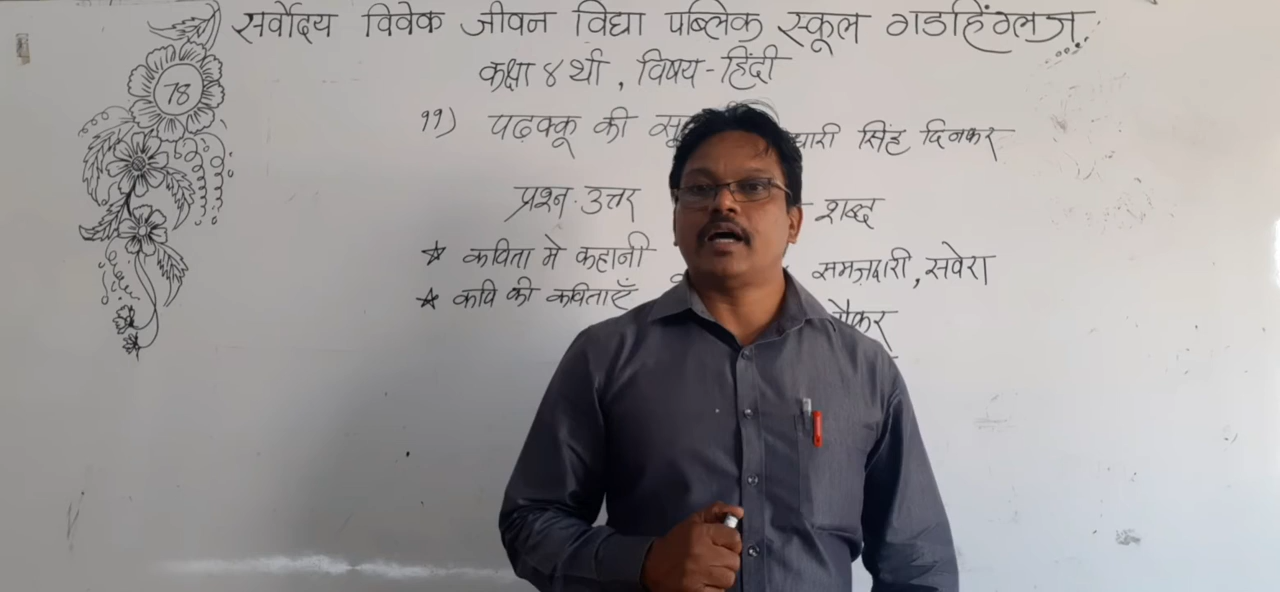 सर्वोदय विवेक जीवन विद्या पब्लिक स्कूल गडहिंग्लज.
कक्षा ४ थी, विषय - हिंदी
78
११) पढ़क्कू की धारी सिंह दिनकर
प्रश्न-उत्तर शब्द
★ कविता मे कहानी समज़दारी, सवेरा
★ कवि की कविताएँ